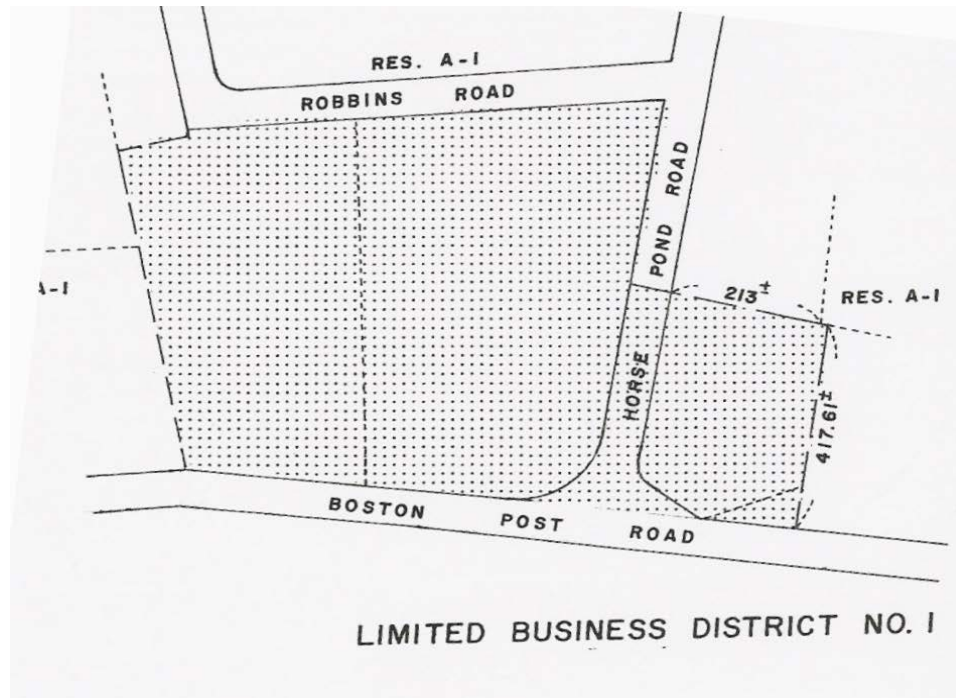 RES. A-1
ROBBINS ROAD
HORSE POND ROAD
213±
RES. A-1
A-1
417.61±
BOSTON POST ROAD
LIMITED BUSINESS DISTRICT NO. 1